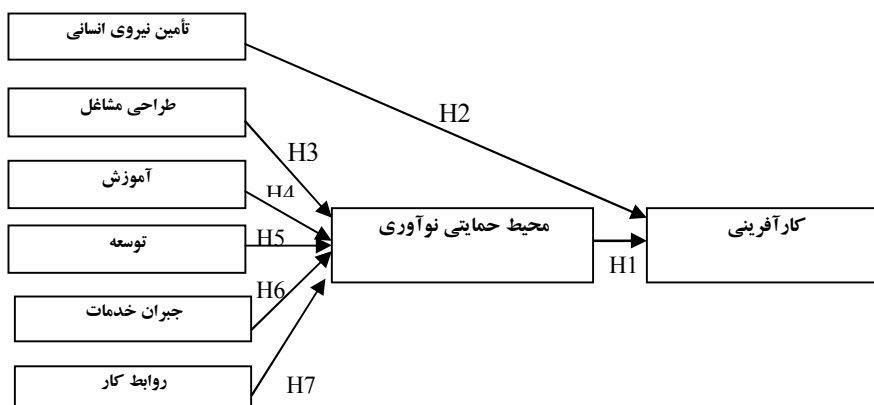 تأمین نیروی انسانی
H2
طراحی مشاغل
H3
آموزش
H4
محیط حمایتی نوآوری
کارآفرینی
توسعه
H5
H1
H6
جبران خدمات
روابط کار
H7